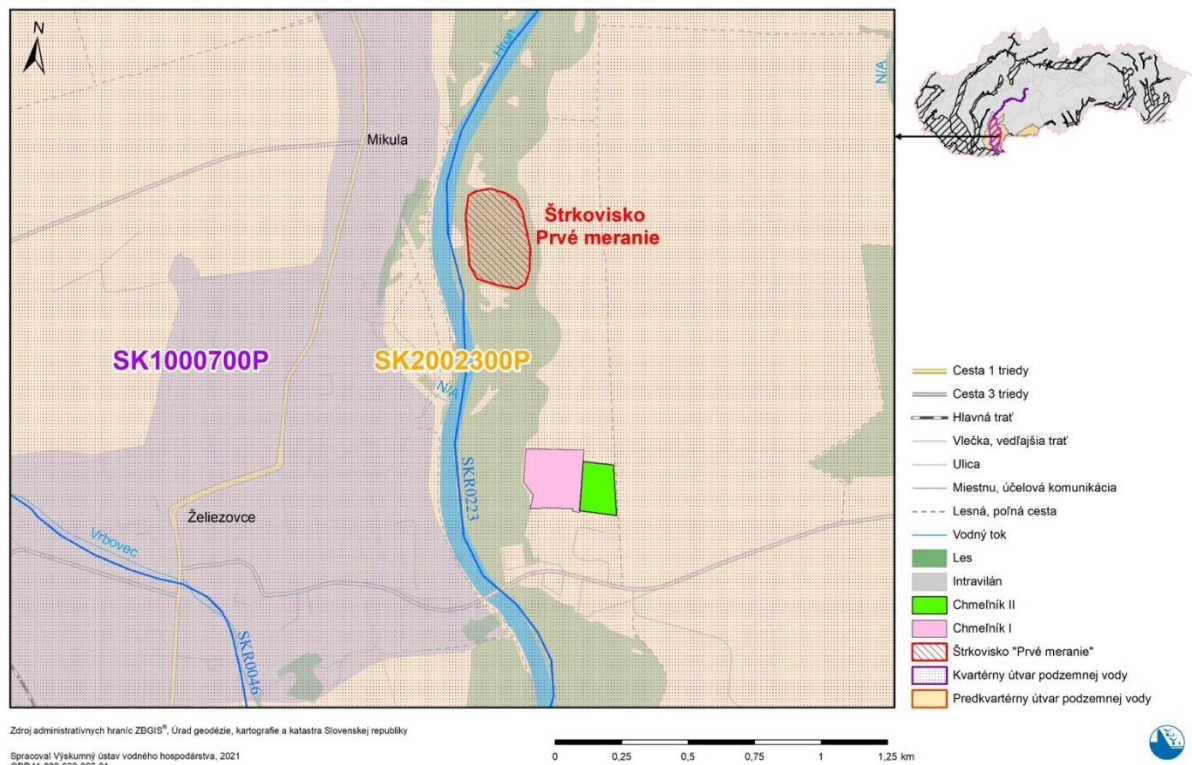 N
Hron
N/A
Mikula
Štrkovisko
Prvé meranie
SK1000700P
SK2002300P
N/A
SKR0223
Želiezovce
Vrbovec
SKR0046
Cesta 1 triedy
Cesta 3 triedy
Hlavná trať
Vlečka, vedľajšia trať
Ulica
Miestnu, účelová komunikácia
Lesná, poľná cesta
Vodný tok
Les
Intravilán
Chmeľník II
Chmeľník I
Štrkovisko "Prvé meranie"
Kvartérny útvar podzemnej vody
Predkvartérny útvar podzemnej vody
Zdroj administratívnych hraníc ZBGIS®, Úrad geodézie, kartografie a katastra Slovenskej republiky
Spracoval Výskumný ústav vodného hospodárstva, 2021
0 0,25 0,5 0,75 1 1,25 km